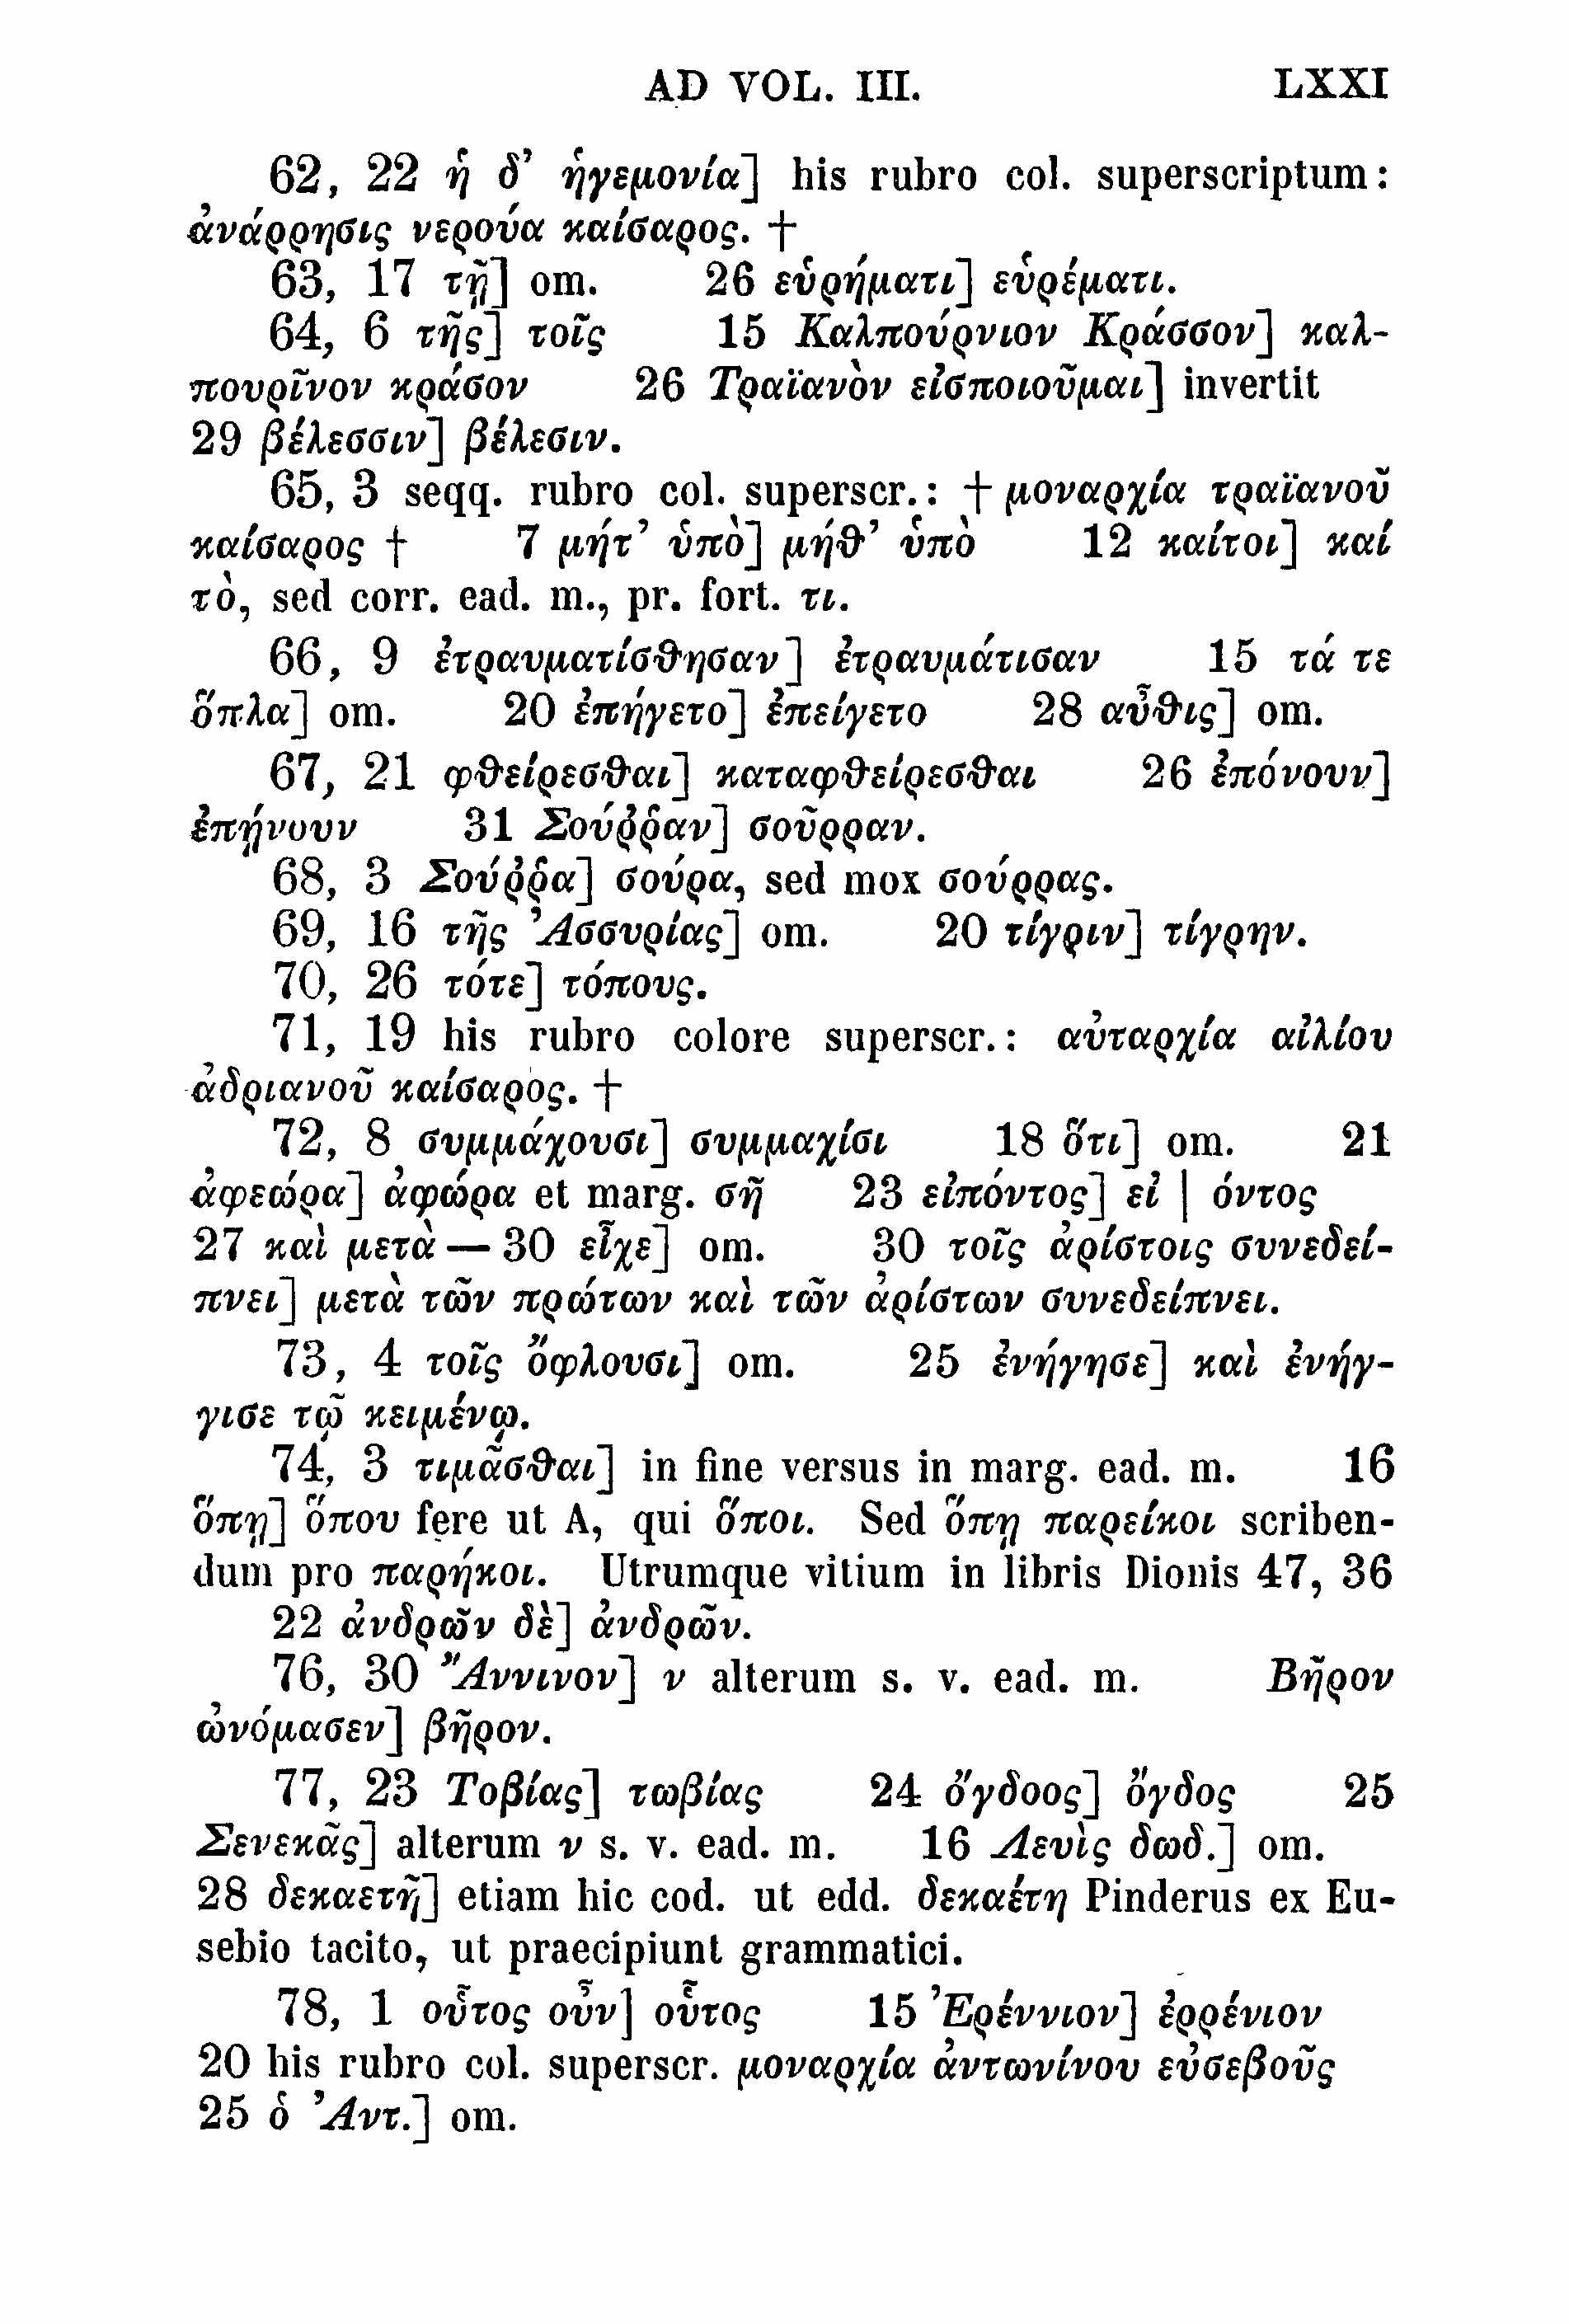 AD VOL. III. LXXI
62, 22 ἡ δ’ ἡγεμονία] his rubro col. superscriptum:
ἀνάρρησις νερούα καίσαρος. †
63, 17 τῇ] om. 26 εὑρήματι] εὑρέματι.
64, 6 τῆς] τοῖς 15 Καλπούρνιον Κράσσον] καλ-
πουρῖνον κράσον 26 Τραϊανὸν εἰσποιοῦμαι] invertit
29 βέλεσσιν] βέλεσιν.
65, 3 seqq. rubro col. superscr.: † μοναρχία τραϊανοῦ
καίσαρος † 7 μήτ’ ὑπὸ] μήθ’ ὑπὸ 12 καίτοι] καί
τὸ, sed corr. ead. m., pr. fort. τι.
66, 9 ἐτραυματίσθησαν] ἐτραυμάτισαν 15 τά τε
ὅπλα] om. 20 ἐπήγετο] ἐπείγετο 28 αὖθις] om.
67, 21 φθείρεσθαι] καταφθείρεσθαι 26 ἐπόνουν]
ἐπῄνουν 31 Σούῤῥαν] σοῦρραν.
68, 3 Σούῤῥα] σούρα, sed mox σούρρας.
69, 16 τῆς Ἀσσυρίας] om. 20 τίγριν] τίγρην.
70, 26 τότε] τόπους.
71, 19 his rubro colore superscr.: αὐταρχία αἰλίου
ἀδριανοῦ καίσαρος. †
72, 8 συμμάχουσι] συμμαχίσι 18 ὅτι] om. 21
ἀφεώρα] ἀφώρα et marg. σῆ 23 εἰπόντος] εἰ | όντος
27 καὶ μετὰ — 30 εἶχε] om. 30 τοῖς ἀρίστοις συνεδεί-
πνει] μετὰ τῶν πρώτων καὶ τῶν ἀρίστων συνεδείπνει.
73, 4 τοῖς ὄφλουσι] om. 25 ἐνήγησε] καὶ ἐνήγ-
γισε τῷ κειμένῳ.
74, 3 τιμᾶσθαι] in fine versus in marg. ead. m. 16
ὅπῃ] ὅπου fere ut A, qui ὅποι. Sed ὅπῃ παρείκοι scriben-
dum pro παρήκοι. Utrumque vitium in libris Dionis 47, 36
22 ἀνδρῶν δὲ] ἀνδρῶν.
76, 30 Ἄννινον] ν alterum s. v. ead. m. Βῆρον
ὠνόμασεν] βῆρον.
77, 23 Τοβίας] τωβίας 24 ὄγδοος] ὄγδος 25
Σενεκᾶς] alterum ν s. v. ead. m. 16 Λευὶς δωδ.] om.
28 δεκαετῆ] etiam hic cod. ut edd. δεκαέτη Pinderus ex Eu-
sebio tacito, ut praecipiunt grammatici.
78, 1 οὗτος οὖν] οὗτος 15 Ἐρέννιον] ἐρρένιον
20 his rubro col. superscr. μοναρχία ἀντωνίνου εὐσεβοῦς
25 ὁ Ἀντ.] om.